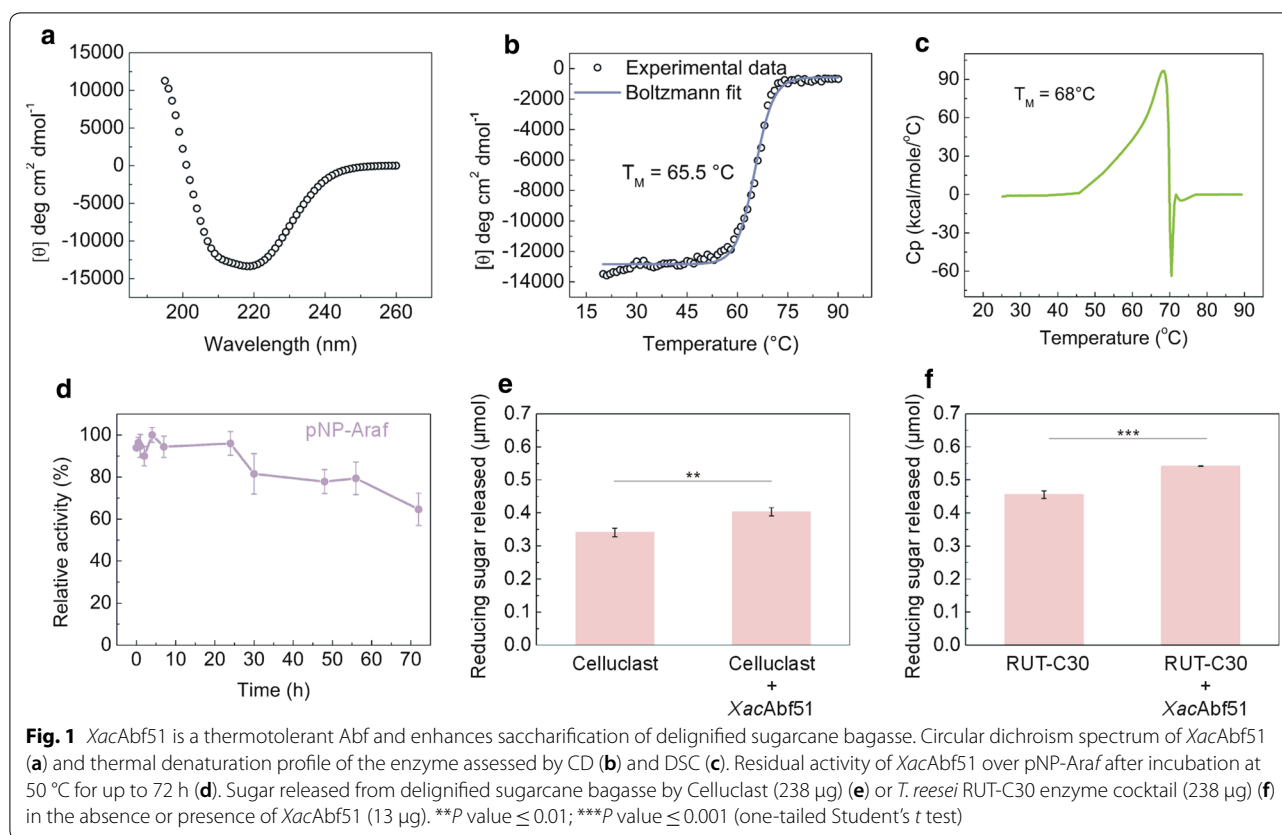 a
15000
10000
5000
0
-5000
-10000
-15000
[θ] deg cm² dmol⁻¹
200 220 240 260
Wavelength (nm)
b
0
-2000
-4000
-6000
-8000
-10000
-12000
-14000
[θ] deg cm² dmol⁻¹
Experimental data
Boltzmann fit
T_M = 65.5 °C
15 30 45 60 75 90
Temperature (°C)
c
90
60
30
0
-30
-60
Cp (kcal/mole/°C)
T_M = 68°C
20 30 40 50 60 70 80 90
Temperature (°C)
d
100
80
60
40
20
0
Relative activity (%)
pNP-Araf
0 10 20 30 40 50 60 70
Time (h)
e
0.7
0.6
0.5
0.4
0.3
0.2
0.1
0.0
Reducing sugar released (µmol)
**
Celluclast
Celluclast
+
XacAbf51
f
0.7
0.6
0.5
0.4
0.3
0.2
0.1
0.0
Reducing sugar released (µmol)
***
RUT-C30
RUT-C30
+
XacAbf51
Fig. 1 XacAbf51 is a thermotolerant Abf and enhances saccharification of delignified sugarcane bagasse. Circular dichroism spectrum of XacAbf51
(a) and thermal denaturation profile of the enzyme assessed by CD (b) and DSC (c). Residual activity of XacAbf51 over pNP-Araf after incubation at
50 °C for up to 72 h (d). Sugar released from delignified sugarcane bagasse by Celluclast (238 µg) (e) or T. reesei RUT-C30 enzyme cocktail (238 µg) (f)
in the absence or presence of XacAbf51 (13 µg). **P value ≤ 0.01; ***P value ≤ 0.001 (one-tailed Student's t test)